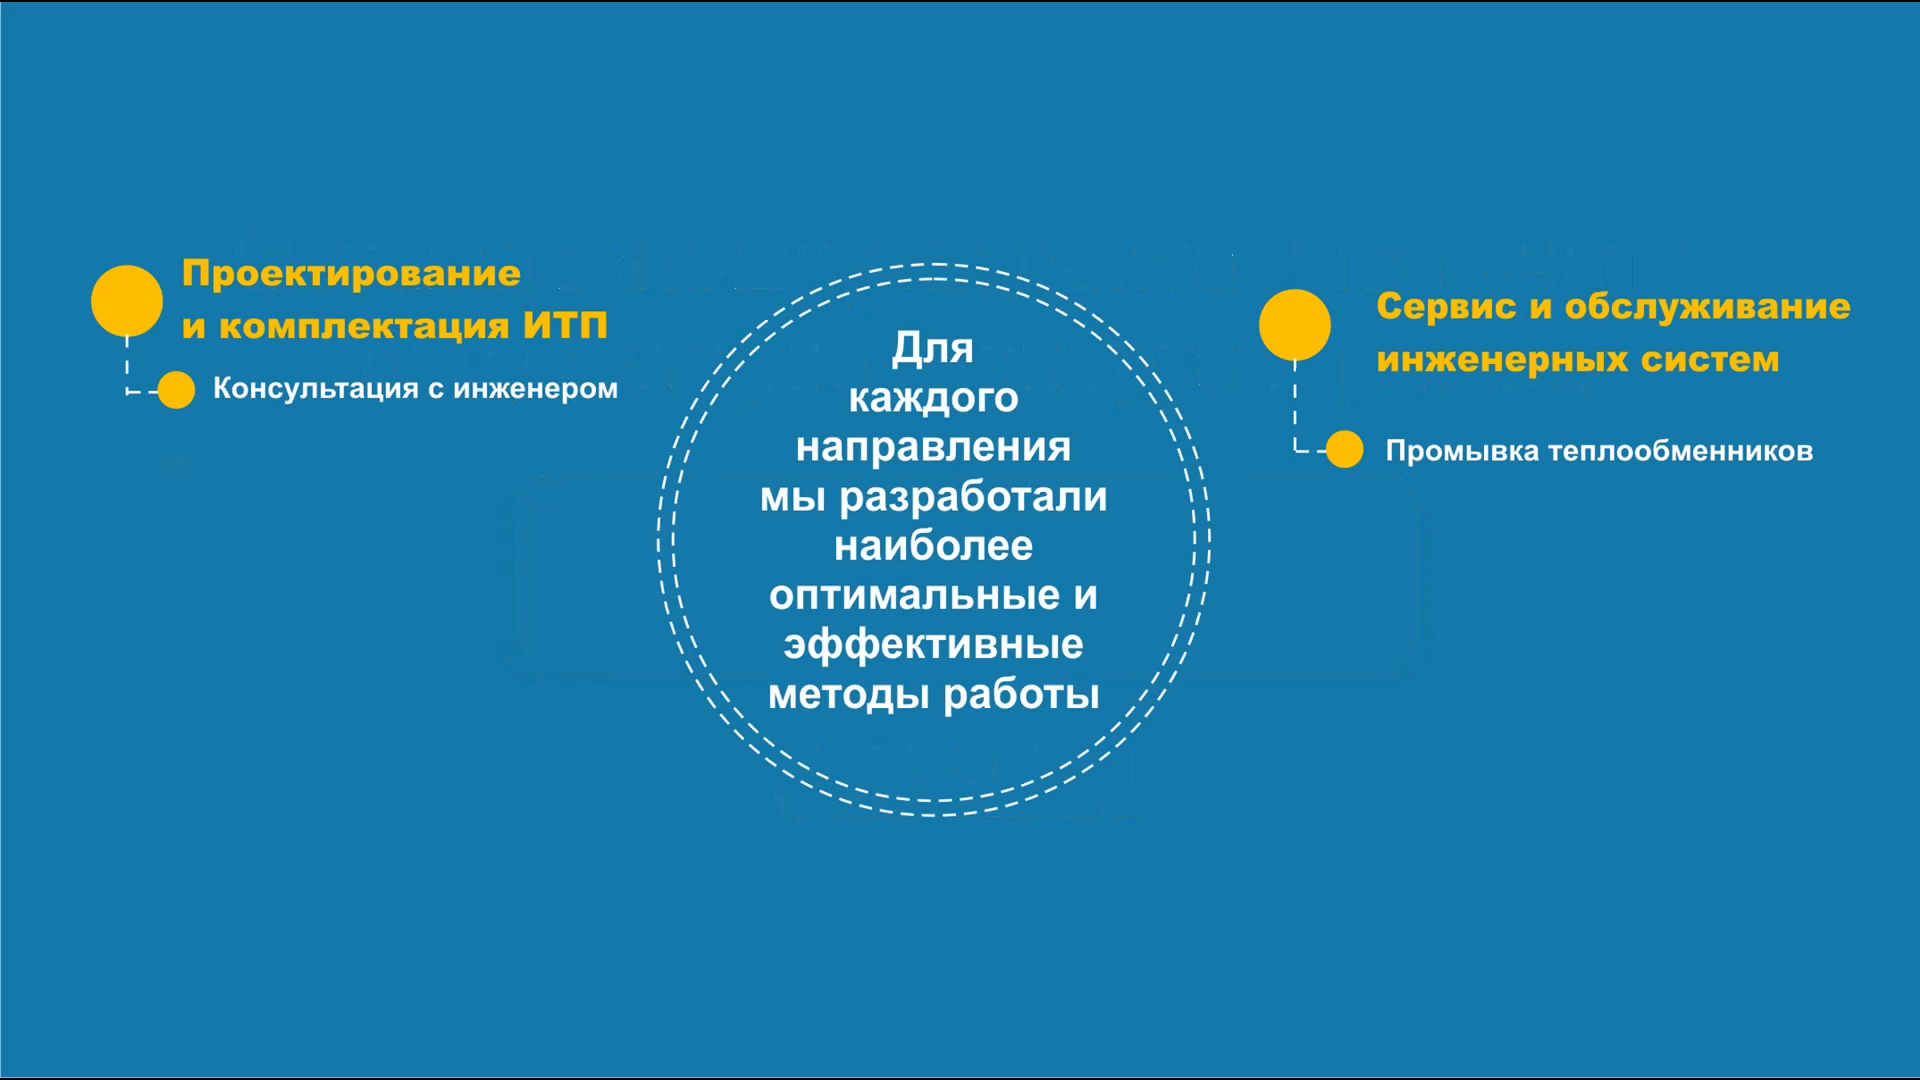 Проектирование
и комплектация ИТП
Консультация с инженером
Для
каждого
направления
мы разработали
наиболее
оптимальные и
эффективные
методы работы
Сервис и обслуживание
инженерных систем
Промывка теплообменников